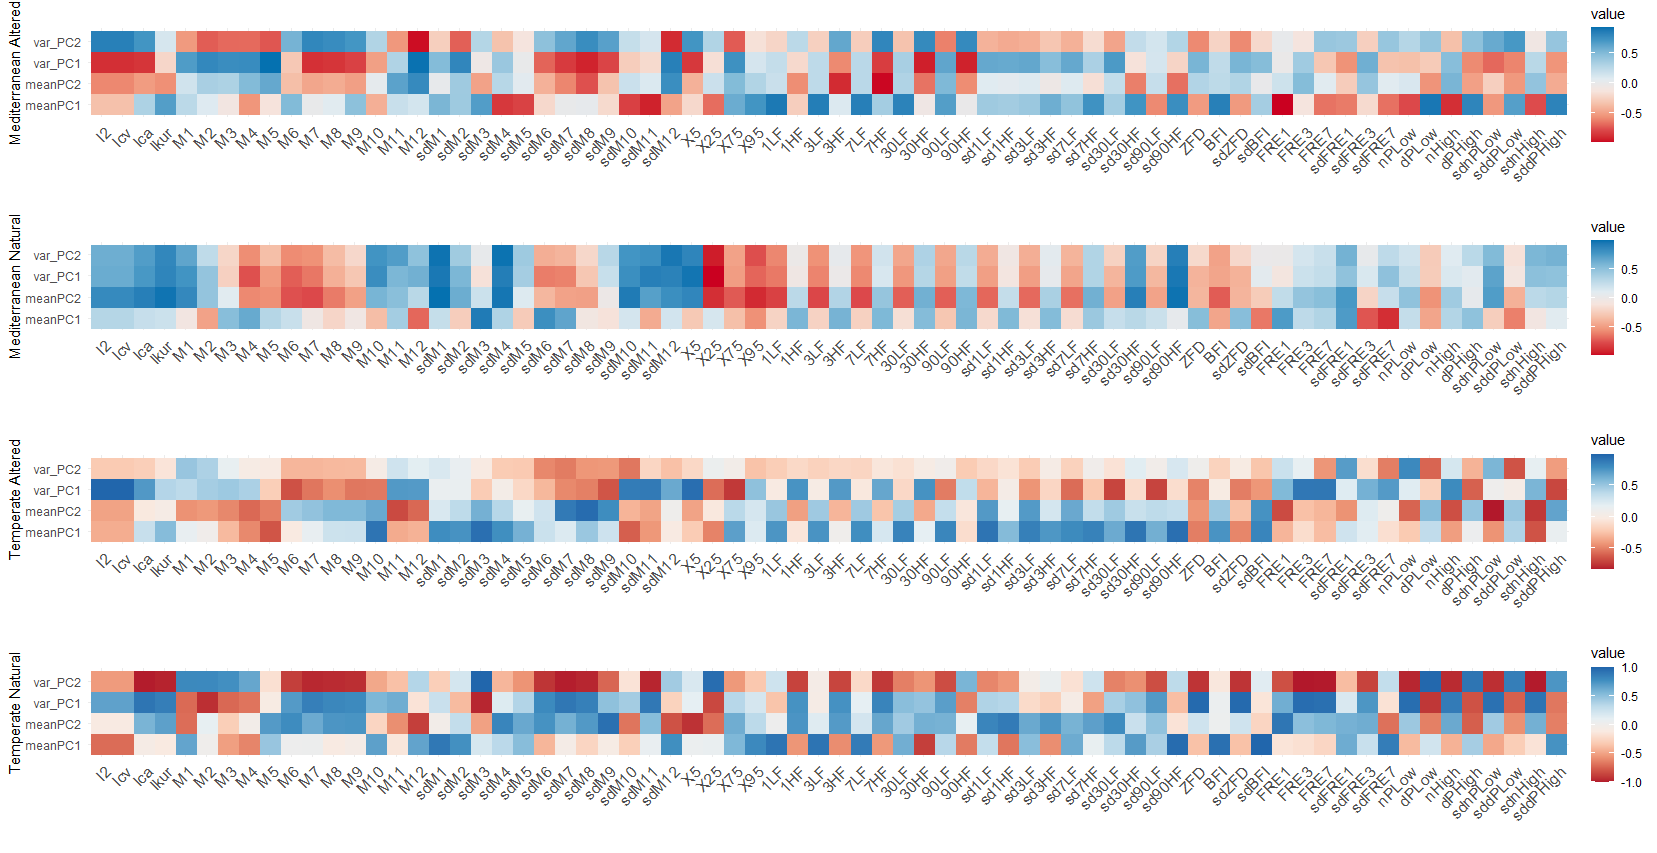 Mediterranean Altered
var_PC2
var_PC1
meanPC2
meanPC1
I2 Icv Ica Ikur M1 M2 M3 M4 M5 M6 M7 M8 M9 M10 M11 M12 sdM1 sdM2 sdM3 sdM4 sdM5 sdM6 sdM7 sdM8 sdM9 sdM10 sdM11 sdM12 X5 X25 X75 X95 1LF 1HF 3LF 3HF 7LF 7HF 30LF 30HF 90LF 90HF sd1LF sd1HF sd3LF sd3HF sd7LF sd7HF sd30LF sd30HF sd90LF sd90HF ZFD BFI sdZFD sdBFI FRE1 FRE3 FRE7 sdFRE1 sdFRE3 sdFRE7 nPLow dPLow nHigh dPHigh sdnPLow sddPLow sdnHigh sddPHigh
value
0.5
0.0
-0.5
Mediterranean Natural
var_PC2
var_PC1
meanPC2
meanPC1
I2 Icv Ica Ikur M1 M2 M3 M4 M5 M6 M7 M8 M9 M10 M11 M12 sdM1 sdM2 sdM3 sdM4 sdM5 sdM6 sdM7 sdM8 sdM9 sdM10 sdM11 sdM12 X5 X25 X75 X95 1LF 1HF 3LF 3HF 7LF 7HF 30LF 30HF 90LF 90HF sd1LF sd1HF sd3LF sd3HF sd7LF sd7HF sd30LF sd30HF sd90LF sd90HF ZFD BFI sdZFD sdBFI FRE1 FRE3 FRE7 sdFRE1 sdFRE3 sdFRE7 nPLow dPLow nHigh dPHigh sdnPLow sddPLow sdnHigh sddPHigh
value
0.5
0.0
-0.5
Temperate Altered
var_PC2
var_PC1
meanPC2
meanPC1
I2 Icv Ica Ikur M1 M2 M3 M4 M5 M6 M7 M8 M9 M10 M11 M12 sdM1 sdM2 sdM3 sdM4 sdM5 sdM6 sdM7 sdM8 sdM9 sdM10 sdM11 sdM12 X5 X25 X75 X95 1LF 1HF 3LF 3HF 7LF 7HF 30LF 30HF 90LF 90HF sd1LF sd1HF sd3LF sd3HF sd7LF sd7HF sd30LF sd30HF sd90LF sd90HF ZFD BFI sdZFD sdBFI FRE1 FRE3 FRE7 sdFRE1 sdFRE3 sdFRE7 nPLow dPLow nHigh dPHigh sdnPLow sddPLow sdnHigh sddPHigh
value
0.5
0.0
-0.5
Temperate Natural
var_PC2
var_PC1
meanPC2
meanPC1
I2 Icv Ica Ikur M1 M2 M3 M4 M5 M6 M7 M8 M9 M10 M11 M12 sdM1 sdM2 sdM3 sdM4 sdM5 sdM6 sdM7 sdM8 sdM9 sdM10 sdM11 sdM12 X5 X25 X75 X95 1LF 1HF 3LF 3HF 7LF 7HF 30LF 30HF 90LF 90HF sd1LF sd1HF sd3LF sd3HF sd7LF sd7HF sd30LF sd30HF sd90LF sd90HF ZFD BFI sdZFD sdBFI FRE1 FRE3 FRE7 sdFRE1 sdFRE3 sdFRE7 nPLow dPLow nHigh dPHigh sdnPLow sddPLow sdnHigh sddPHigh
value
1.0
0.5
0.0
-0.5
-1.0